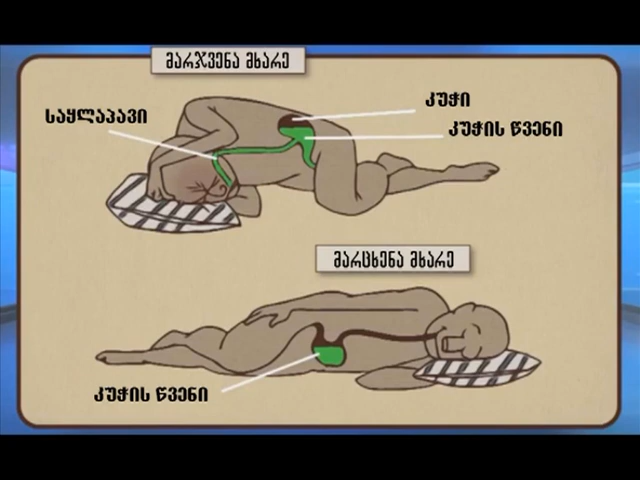 მარჯვენა მხარე
საყლაპავი
კუჭი
კუჭის წვენი
მარცხენა მხარე
კუჭის წვენი